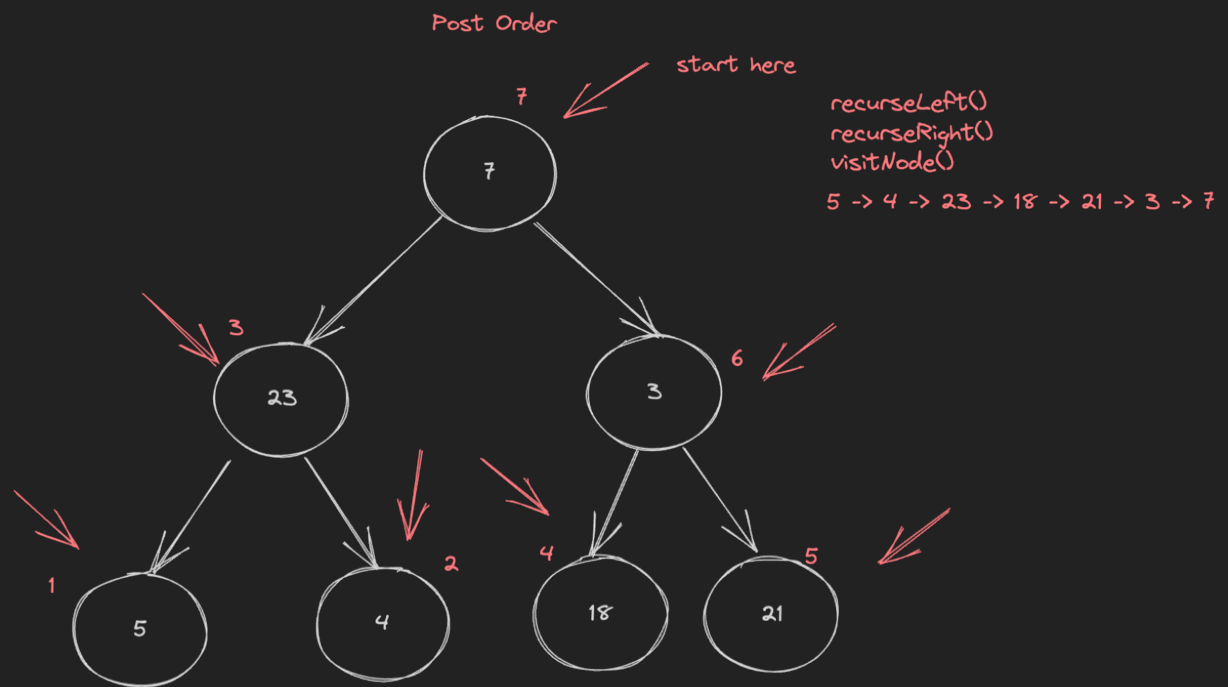 Post Order
start here
7
recurseLeft()
recurseRight()
visitNode()
7
5 -> 4 -> 23 -> 18 -> 21 -> 3 -> 7
3
6
23
3
4
5
2
1
5
4
18
21